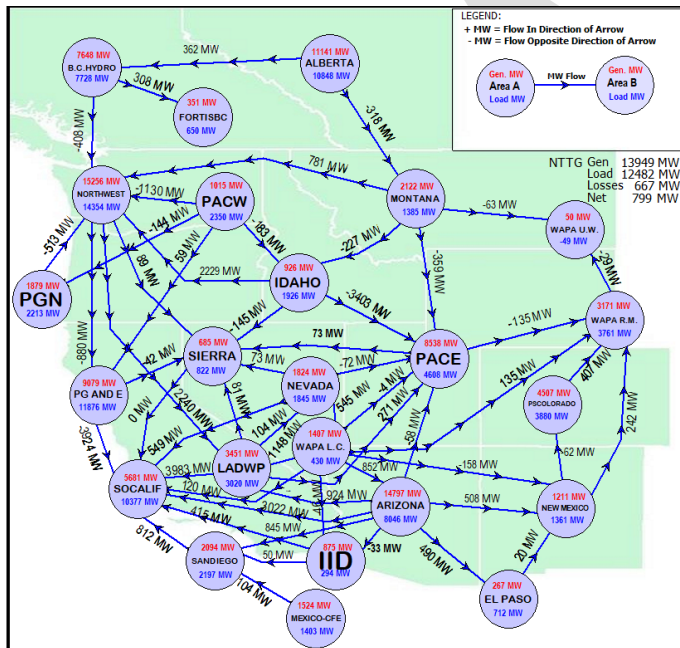 LEGEND:
+ MW = Flow In Direction of Arrow
- MW = Flow Opposite Direction of Arrow
Gen. MW
Area A
Load MW
MW Flow
Gen. MW
Area B
Load MW
NTTG Gen 13949 MW
Load 12482 MW
Losses 667 MW
Net 799 MW
7648 MW
B.C.HYDRO
7728 MW
362 MW
11141 MW
ALBERTA
10848 MW
308 MW
351 MW
FORTISBC
650 MW
-408 MW
-318 MW
781 MW
15256 MW
NORTHWEST
14354 MW
-1130 MW
1015 MW
PACW
2350 MW
2122 MW
MONTANA
1385 MW
-63 MW
50 MW
WAPA U.W.
-49 MW
-144 MW
-183 MW
-227 MW
-513 MW
89 MW
59 MW
2229 MW
-359 MW
-29 MW
1879 MW
PGN
2213 MW
926 MW
IDAHO
1926 MW
-3403 MW
3171 MW
WAPA R.M.
3761 MW
-145 MW
73 MW
-135 MW
-880 MW
685 MW
SIERRA
822 MW
8538 MW
PACE
4608 MW
-42 MW
73 MW
1824 MW
NEVADA
1845 MW
-72 MW
-4 MW
545 MW
271 MW
135 MW
407 MW
242 MW
9079 MW
PG AND E
11876 MW
81 MW
0 MW
2240 MW
104 MW
1148 MW
4507 MW
PSCOLORADO
3880 MW
-3924 MW
549 MW
1407 MW
WAPA L.C.
430 MW
-58 MW
-62 MW
3451 MW
LADWP
3020 MW
3983 MW
852 MW
-158 MW
5681 MW
SOCALIF
10377 MW
120 MW
924 MW
14797 MW
ARIZONA
8046 MW
508 MW
1211 MW
NEW MEXICO
1361 MW
415 MW
845 MW
812 MW
-33 MW
490 MW
20 MW
2094 MW
SANDIEGO
2197 MW
50 MW
875 MW
IID
294 MW
104 MW
1524 MW
MEXICO-CFE
1403 MW
267 MW
EL PASO
712 MW